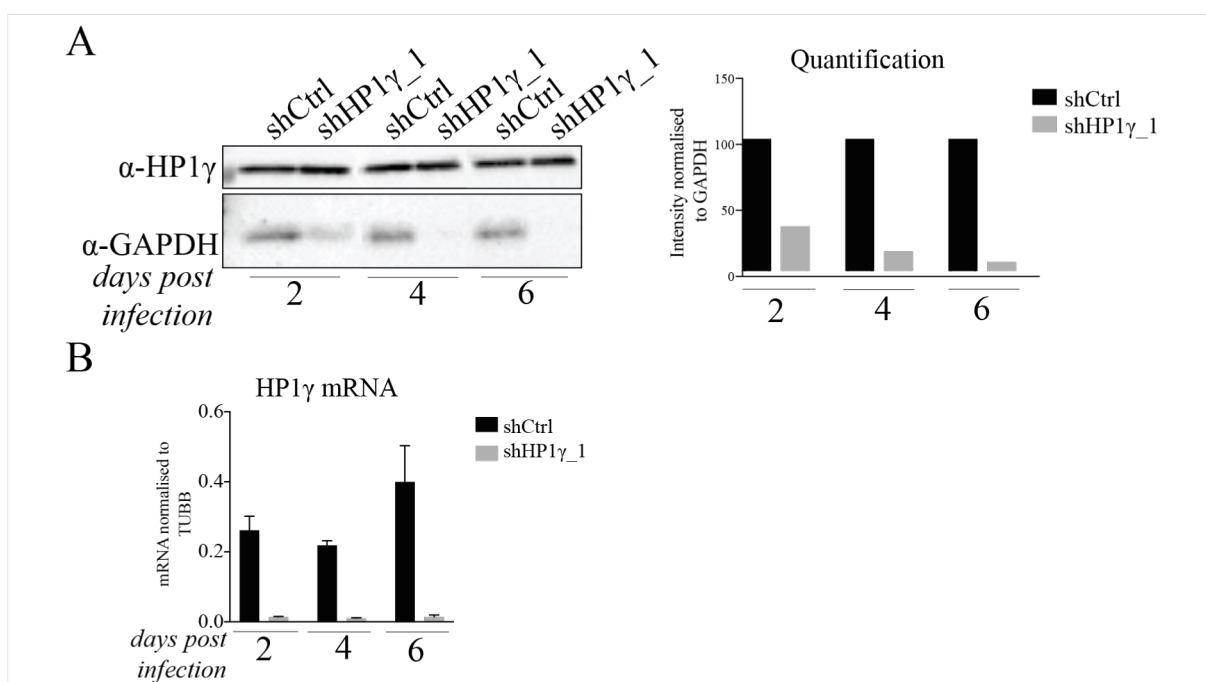 A
shCtrl
shHP1γ_1
shCtrl
shHP1γ_1
shCtrl
shHP1γ_1
α-HP1γ
α-GAPDH
days post
infection
2
4
6
Quantification
Intensity normalised
to GAPDH
150
100
50
0
2
4
6
shCtrl
shHP1γ_1
B
HP1γ mRNA
mRNA normalised to
TUBB
0.6
0.4
0.2
0.0
days post
infection
2
4
6
shCtrl
shHP1γ_1